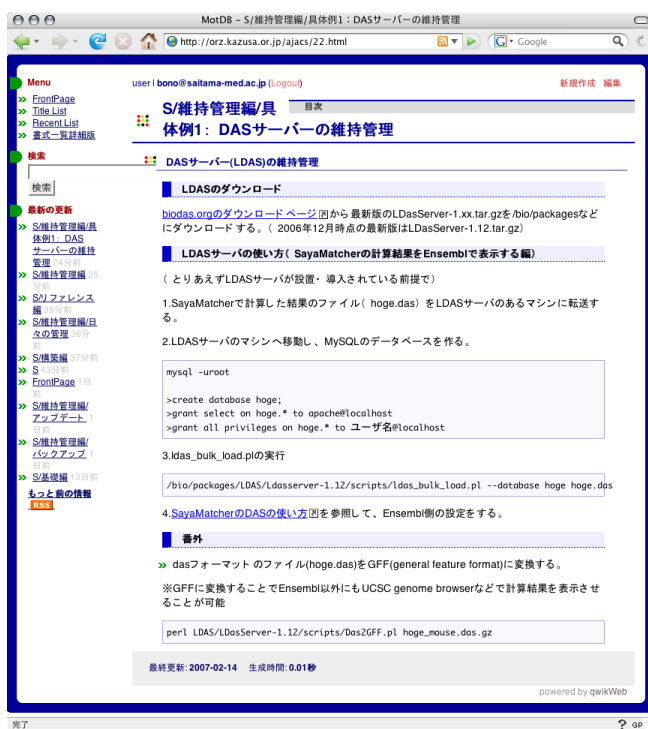 MotDB - S/維持管理編/具体例1：DASサーバーの維持管理
http://orz.kazusa.or.jp/ajacs/22.html
Google
Menu
FrontPage
Title List
Recent List
書式一覧詳細版
検索
検索
最新の更新
S/維持管理編/具
体例1: DAS
サーバーの維持
管理 24分前
S/維持管理編 25
分前
S/リファレンス
編 35分前
S/維持管理編/日
々の管理 36分
前
S/構築編 37分前
S 43分前
FrontPage 1日
前
S/維持管理編/
アップデート 1
日前
S/維持管理編/
バックアップ 1
日前
S/基礎編 13日前
もっと前の情報
RSS
user | bono@saitama-med.ac.jp (Logout)
新規作成 編集
S/維持管理編/具
体例1: DASサーバーの維持管理
目次
DASサーバー(LDAS)の維持管理
LDASのダウンロード
biodas.orgのダウンロードページから最新版のLDasServer-1.xx.tar.gzを/bio/packagesなど
にダウンロードする。（2006年12月時点の最新版はLDasServer-1.12.tar.gz）
LDASサーバの使い方（SayaMatcherの計算結果をEnsemblで表示する編）
（とりあえずLDASサーバが設置・導入されている前提で）
1.SayaMatcherで計算した結果のファイル（hoge.das）をLDASサーバのあるマシンに転送す
る。
2.LDASサーバのマシンへ移動し、MySQLのデータベースを作る。
mysql -uroot
>create database hoge;
>grant select on hoge.* to apache@localhost
>grant all privileges on hoge.* to ユーザ名@localhost
3.ldas_bulk_load.plの実行
/bio/packages/LDAS/Ldasserver-1.12/scripts/ldas_bulk_load.pl --database hoge hoge.das
4.SayaMatcherのDASの使い方を参照して、Ensembl側の設定をする。
番外
dasフォーマットのファイル(hoge.das)をGFF(general feature format)に変換する。
※GFFに変換することでEnsembl以外にもUCSC genome browserなどで計算結果を表示させ
ることが可能
perl LDAS/LDasServer-1.12/scripts/Das2GFF.pl hoge_mouse.das.gz
最終更新: 2007-02-14 生成時間: 0.01秒
powered by qwikWeb
完了
? GP